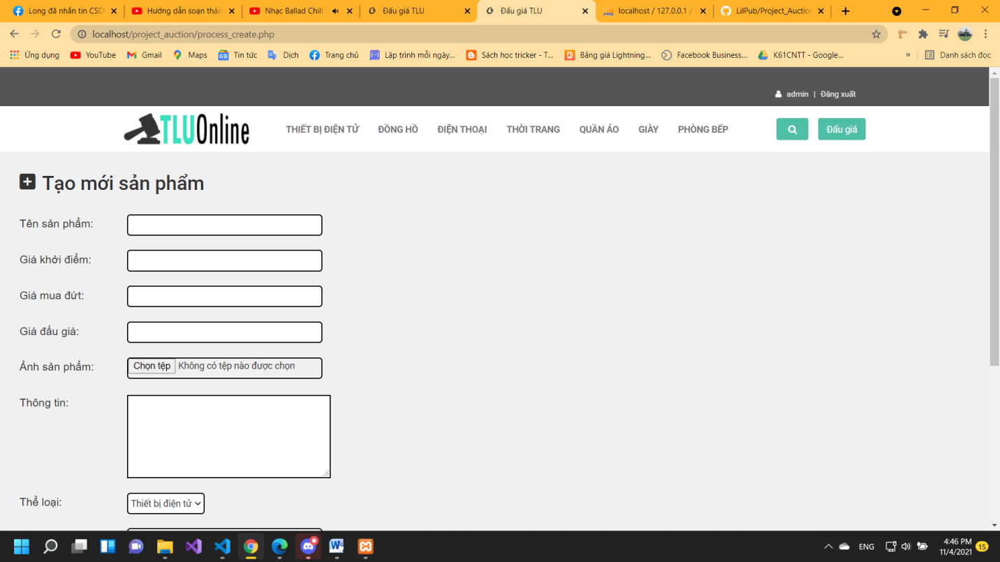 Long đã nhắn tin CSD
Hướng dẫn soạn thảo
Nhạc Ballad Chill
Đấu giá TLU
Đấu giá TLU
localhost / 127.0.0.1 /
LilPub/Project_Auction
localhost/project_auction/process_create.php
Ứng dụng
YouTube
Gmail
Maps
Tin tức
Dịch
Trang chủ
Lập trình mỗi ngày...
Sách học tricker - T...
Bảng giá Lightning...
Facebook Business...
K61CNTT - Google...
»
Danh sách đọc
admin | Đăng xuất
TLUOnline
THIẾT BỊ ĐIỆN TỬ
ĐỒNG HỒ
ĐIỆN THOẠI
THỜI TRANG
QUẦN ÁO
GIÀY
PHÒNG BẾP
Đấu giá
Tạo mới sản phẩm
Tên sản phẩm:
Giá khởi điểm:
Giá mua đứt:
Giá đấu giá:
Ảnh sản phẩm:
Chọn tệp Không có tệp nào được chọn
Thông tin:
Thể loại:
Thiết bị điện tử
ENG
4:46 PM
11/4/2021
15